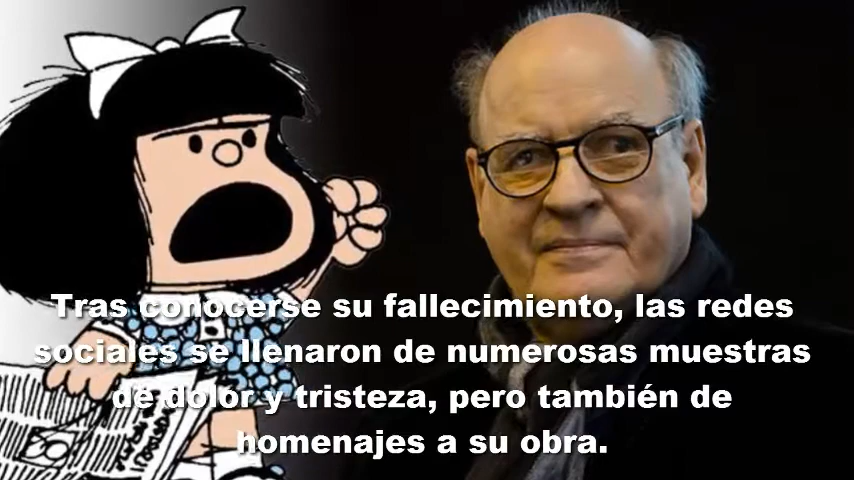 Tras conocerse su fallecimiento, las redes
sociales se llenaron de numerosas muestras
de dolor y tristeza, pero también de
homenajes a su obra.